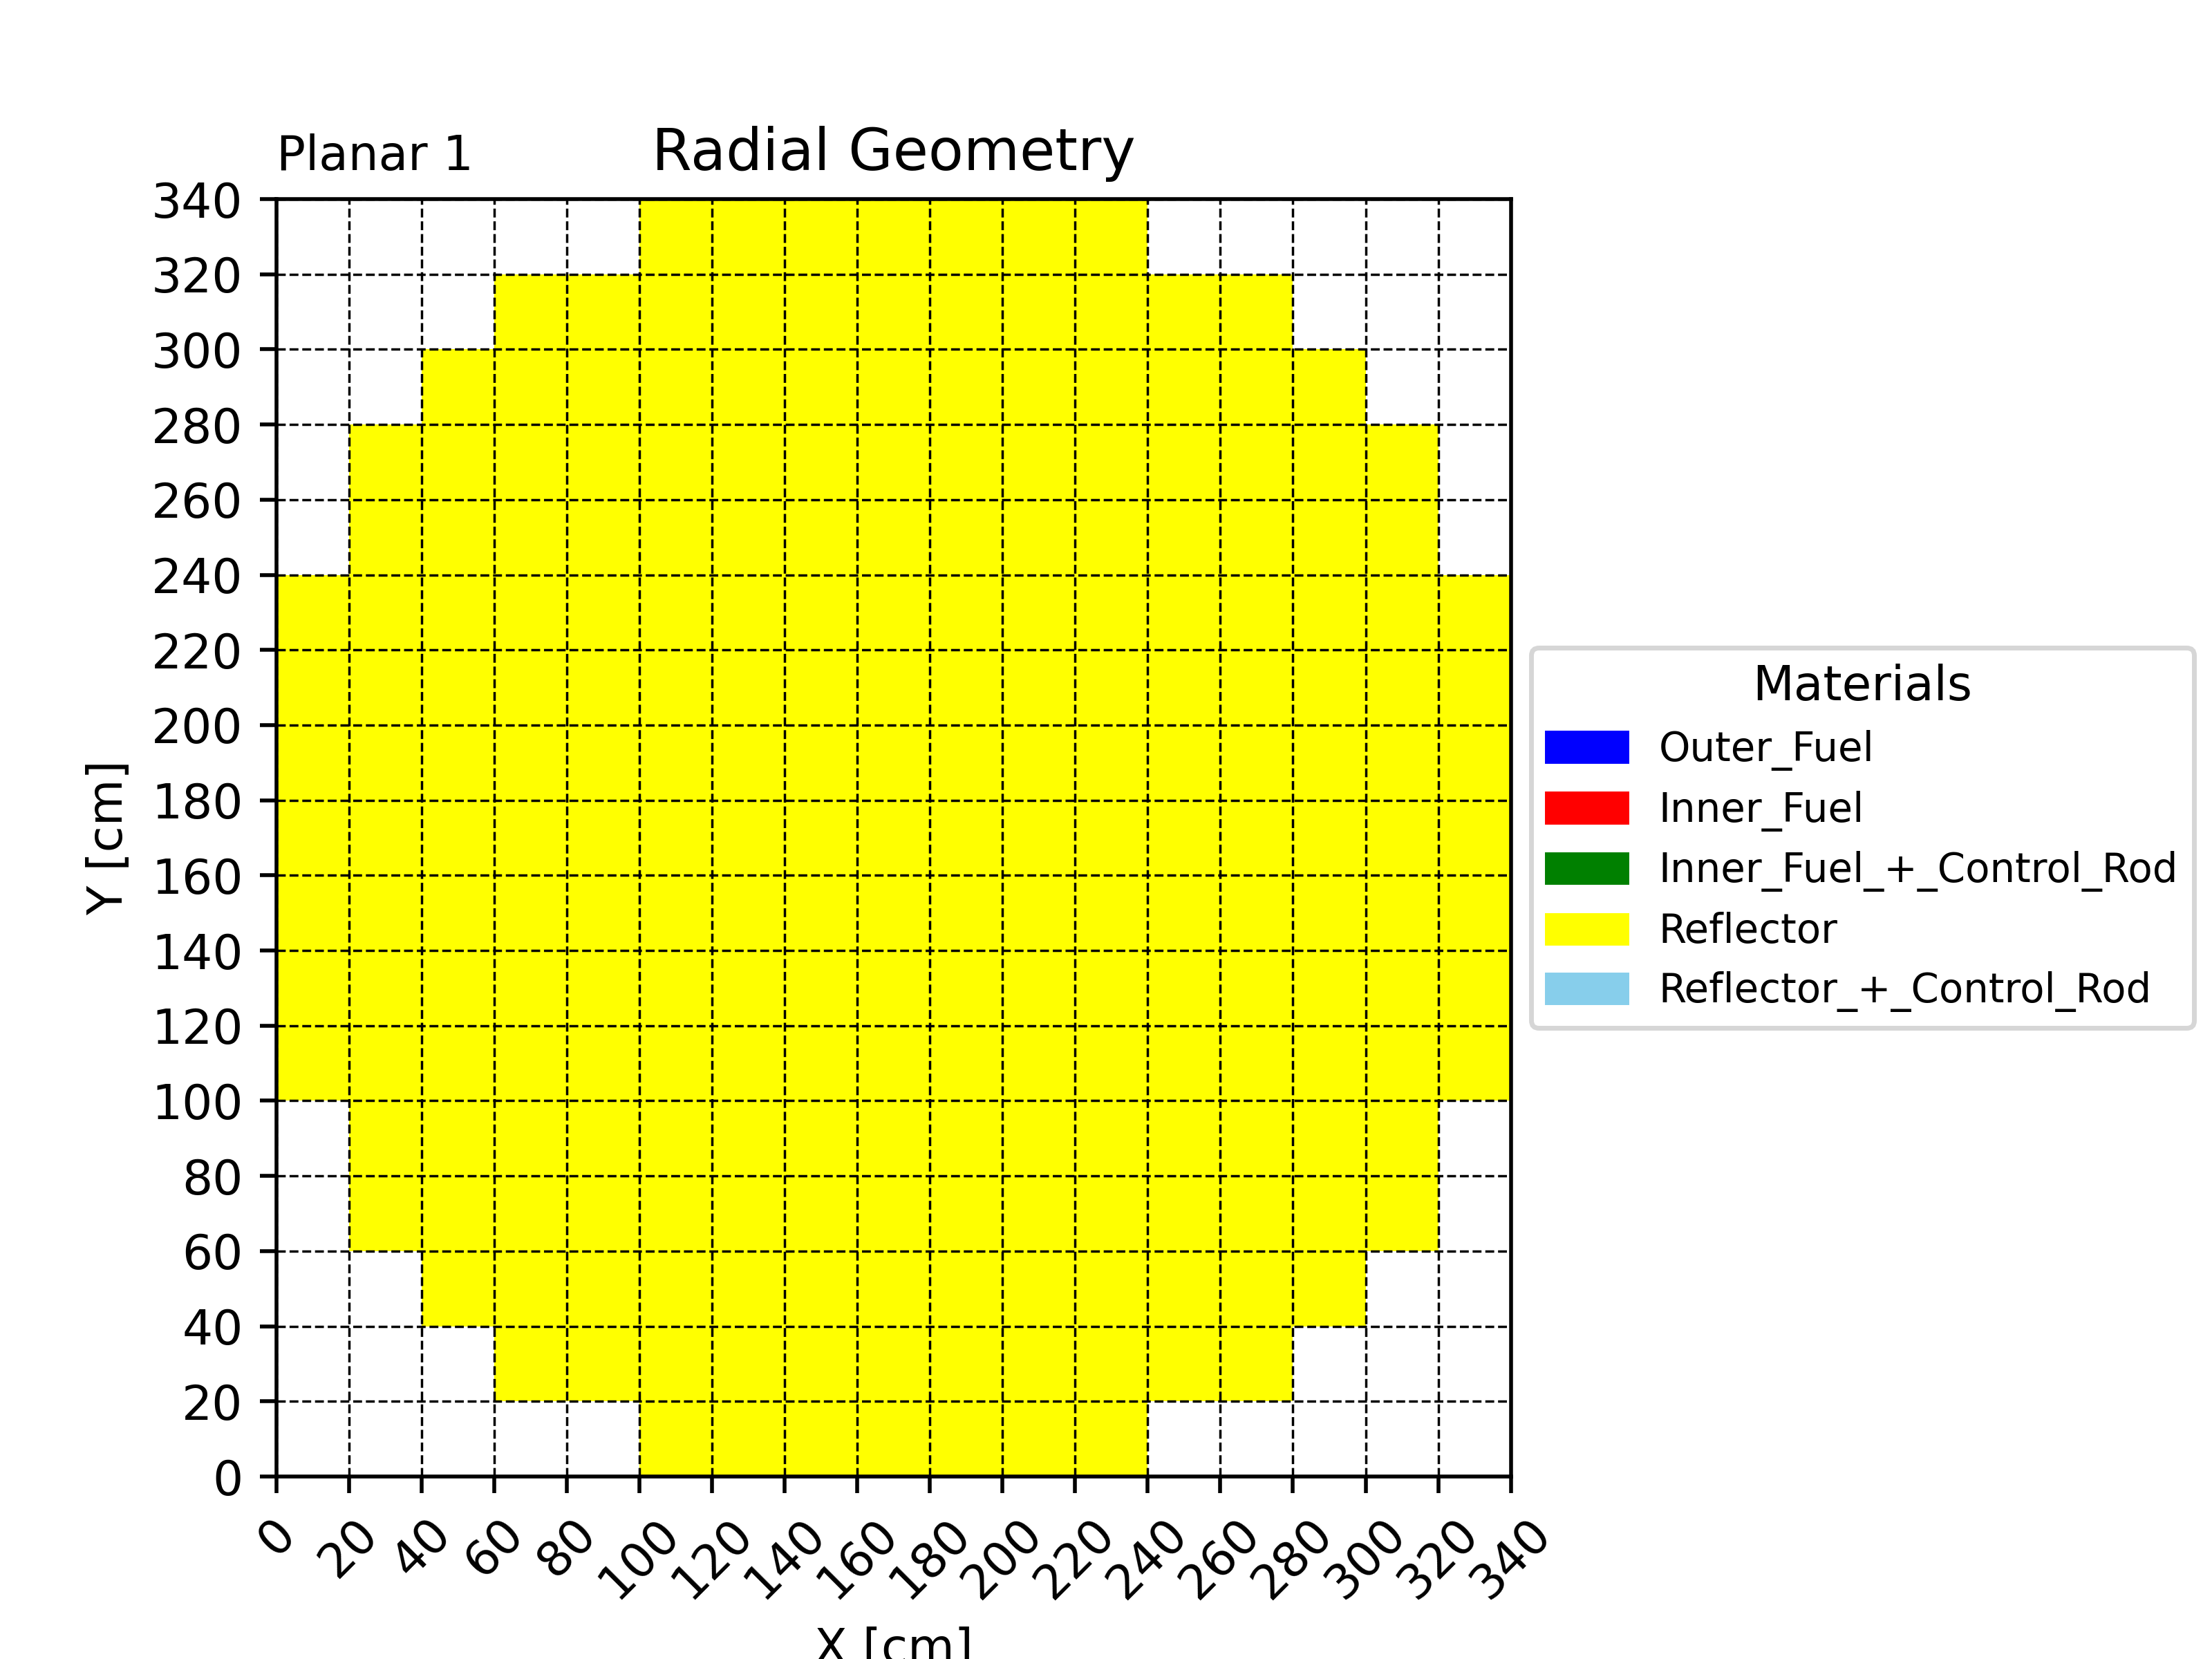 Planar 1
Radial Geometry
340
320
300
280
260
240
220
200
180
160
140
120
100
80
60
40
20
0
Y [cm]
0 20 40 60 80 100 120 140 160 180 200 220 240 260 280 300 320 340
X [cm]
Materials
Outer_Fuel
Inner_Fuel
Inner_Fuel_+_Control_Rod
Reflector
Reflector_+_Control_Rod